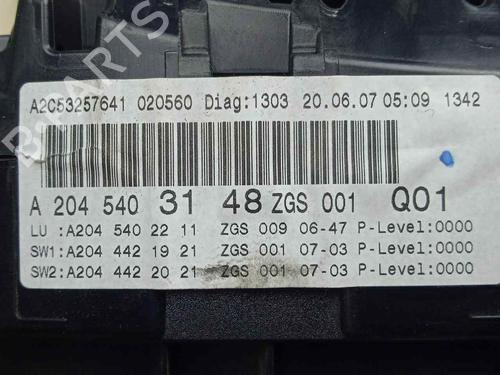 A2C53257641 020560 Diag:1303 20.06.07 05:09 1342
A 204 540 31 48 ZGS 001 Q01
LU :A204 540 22 11 ZGS 009 06-47 P-Level:0000
SW1:A204 442 19 21 ZGS 001 07-03 P-Level:0000
SW2:A204 442 20 21 ZGS 001 07-03 P-Level:0000
B-PARTS